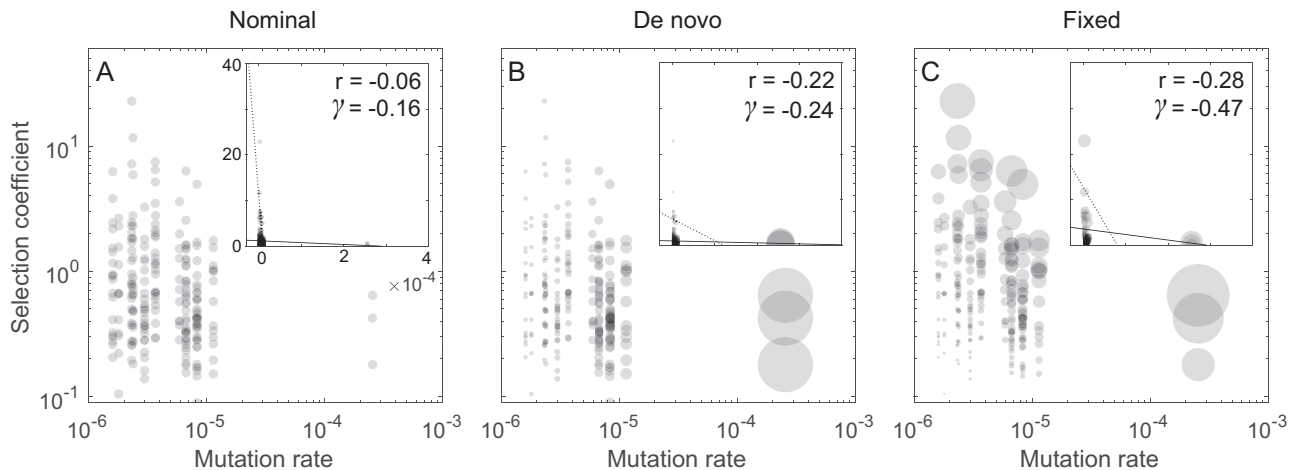 Nominal
De novo
Fixed
A
40
20
0
0
2
4
×10⁻⁴
r = -0.06
γ = -0.16
B
r = -0.22
γ = -0.24
C
r = -0.28
γ = -0.47
Selection coefficient
10¹
10⁰
10⁻¹
10⁻⁶
10⁻⁵
10⁻⁴
10⁻³
Mutation rate
10⁻⁶
10⁻⁵
10⁻⁴
10⁻³
Mutation rate
10⁻⁶
10⁻⁵
10⁻⁴
10⁻³
Mutation rate